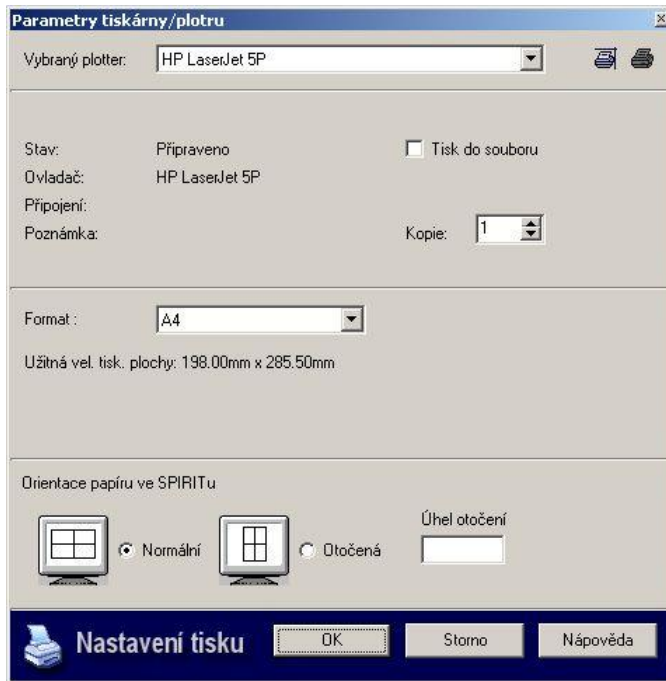 Parametry tiskárny/plotru
Vybraný plotter: HP LaserJet 5P
Stav: Připraveno
Tisk do souboru
Ovladač: HP LaserJet 5P
Připojení:
Poznámka:
Kopie: 1
Format : A4
Užitná vel. tisk. plochy: 198.00mm x 285.50mm
Orientace papíru ve SPIRITu
Úhel otočení
Normální
Otočená
Nastavení tisku
OK
Storno
Nápověda